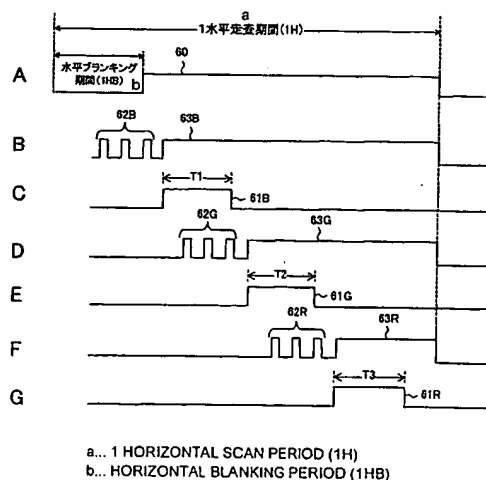 a
1水平走査期間(1H)
水平ブランキング
期間(1HB)
b
60
A
62B
63B
B
T1
61B
C
62G
63G
D
T2
61G
E
62R
63R
F
T3
61R
G
a... 1 HORIZONTAL SCAN PERIOD (1H)
b... HORIZONTAL BLANKING PERIOD (1HB)